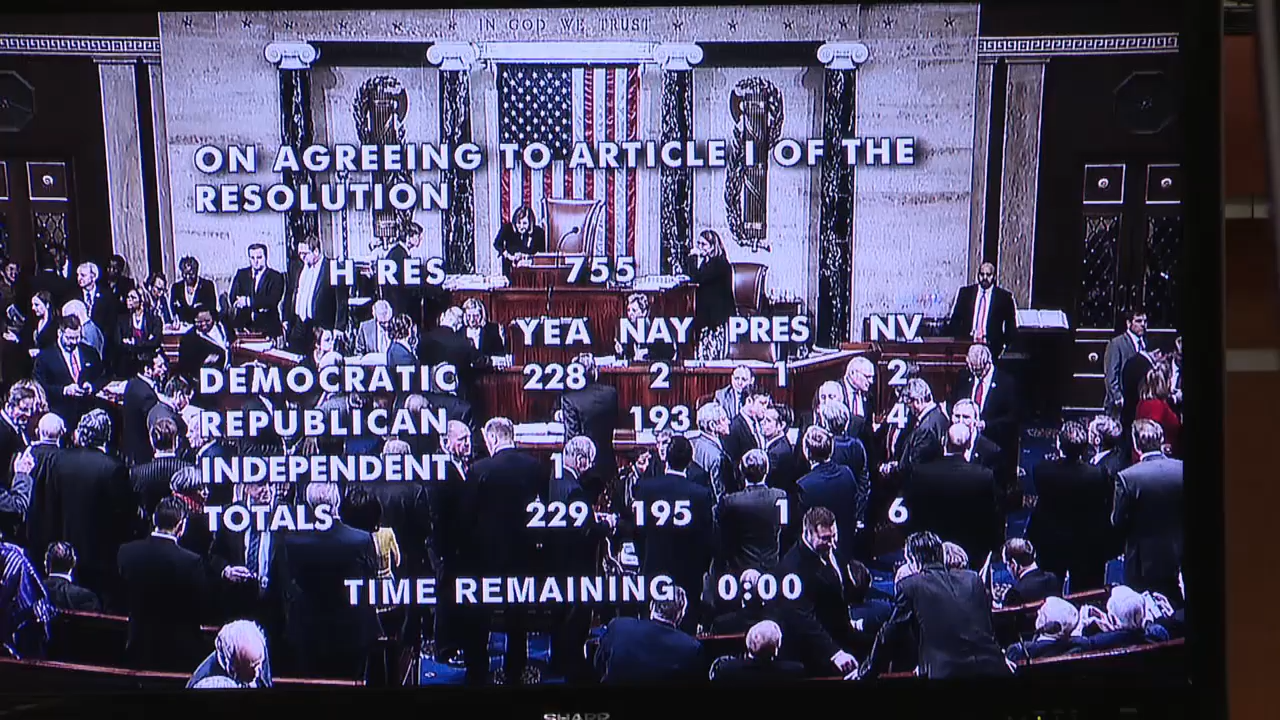 IN GOD WE TRUST
ON AGREEING TO ARTICLE I OF THE
RESOLUTION
H RES 755
YEA NAY PRES NV
DEMOCRATIC 228 2 1 2
REPUBLICAN 193 4
INDEPENDENT 1
TOTALS 229 195 1 6
TIME REMAINING 0:00
SHARP